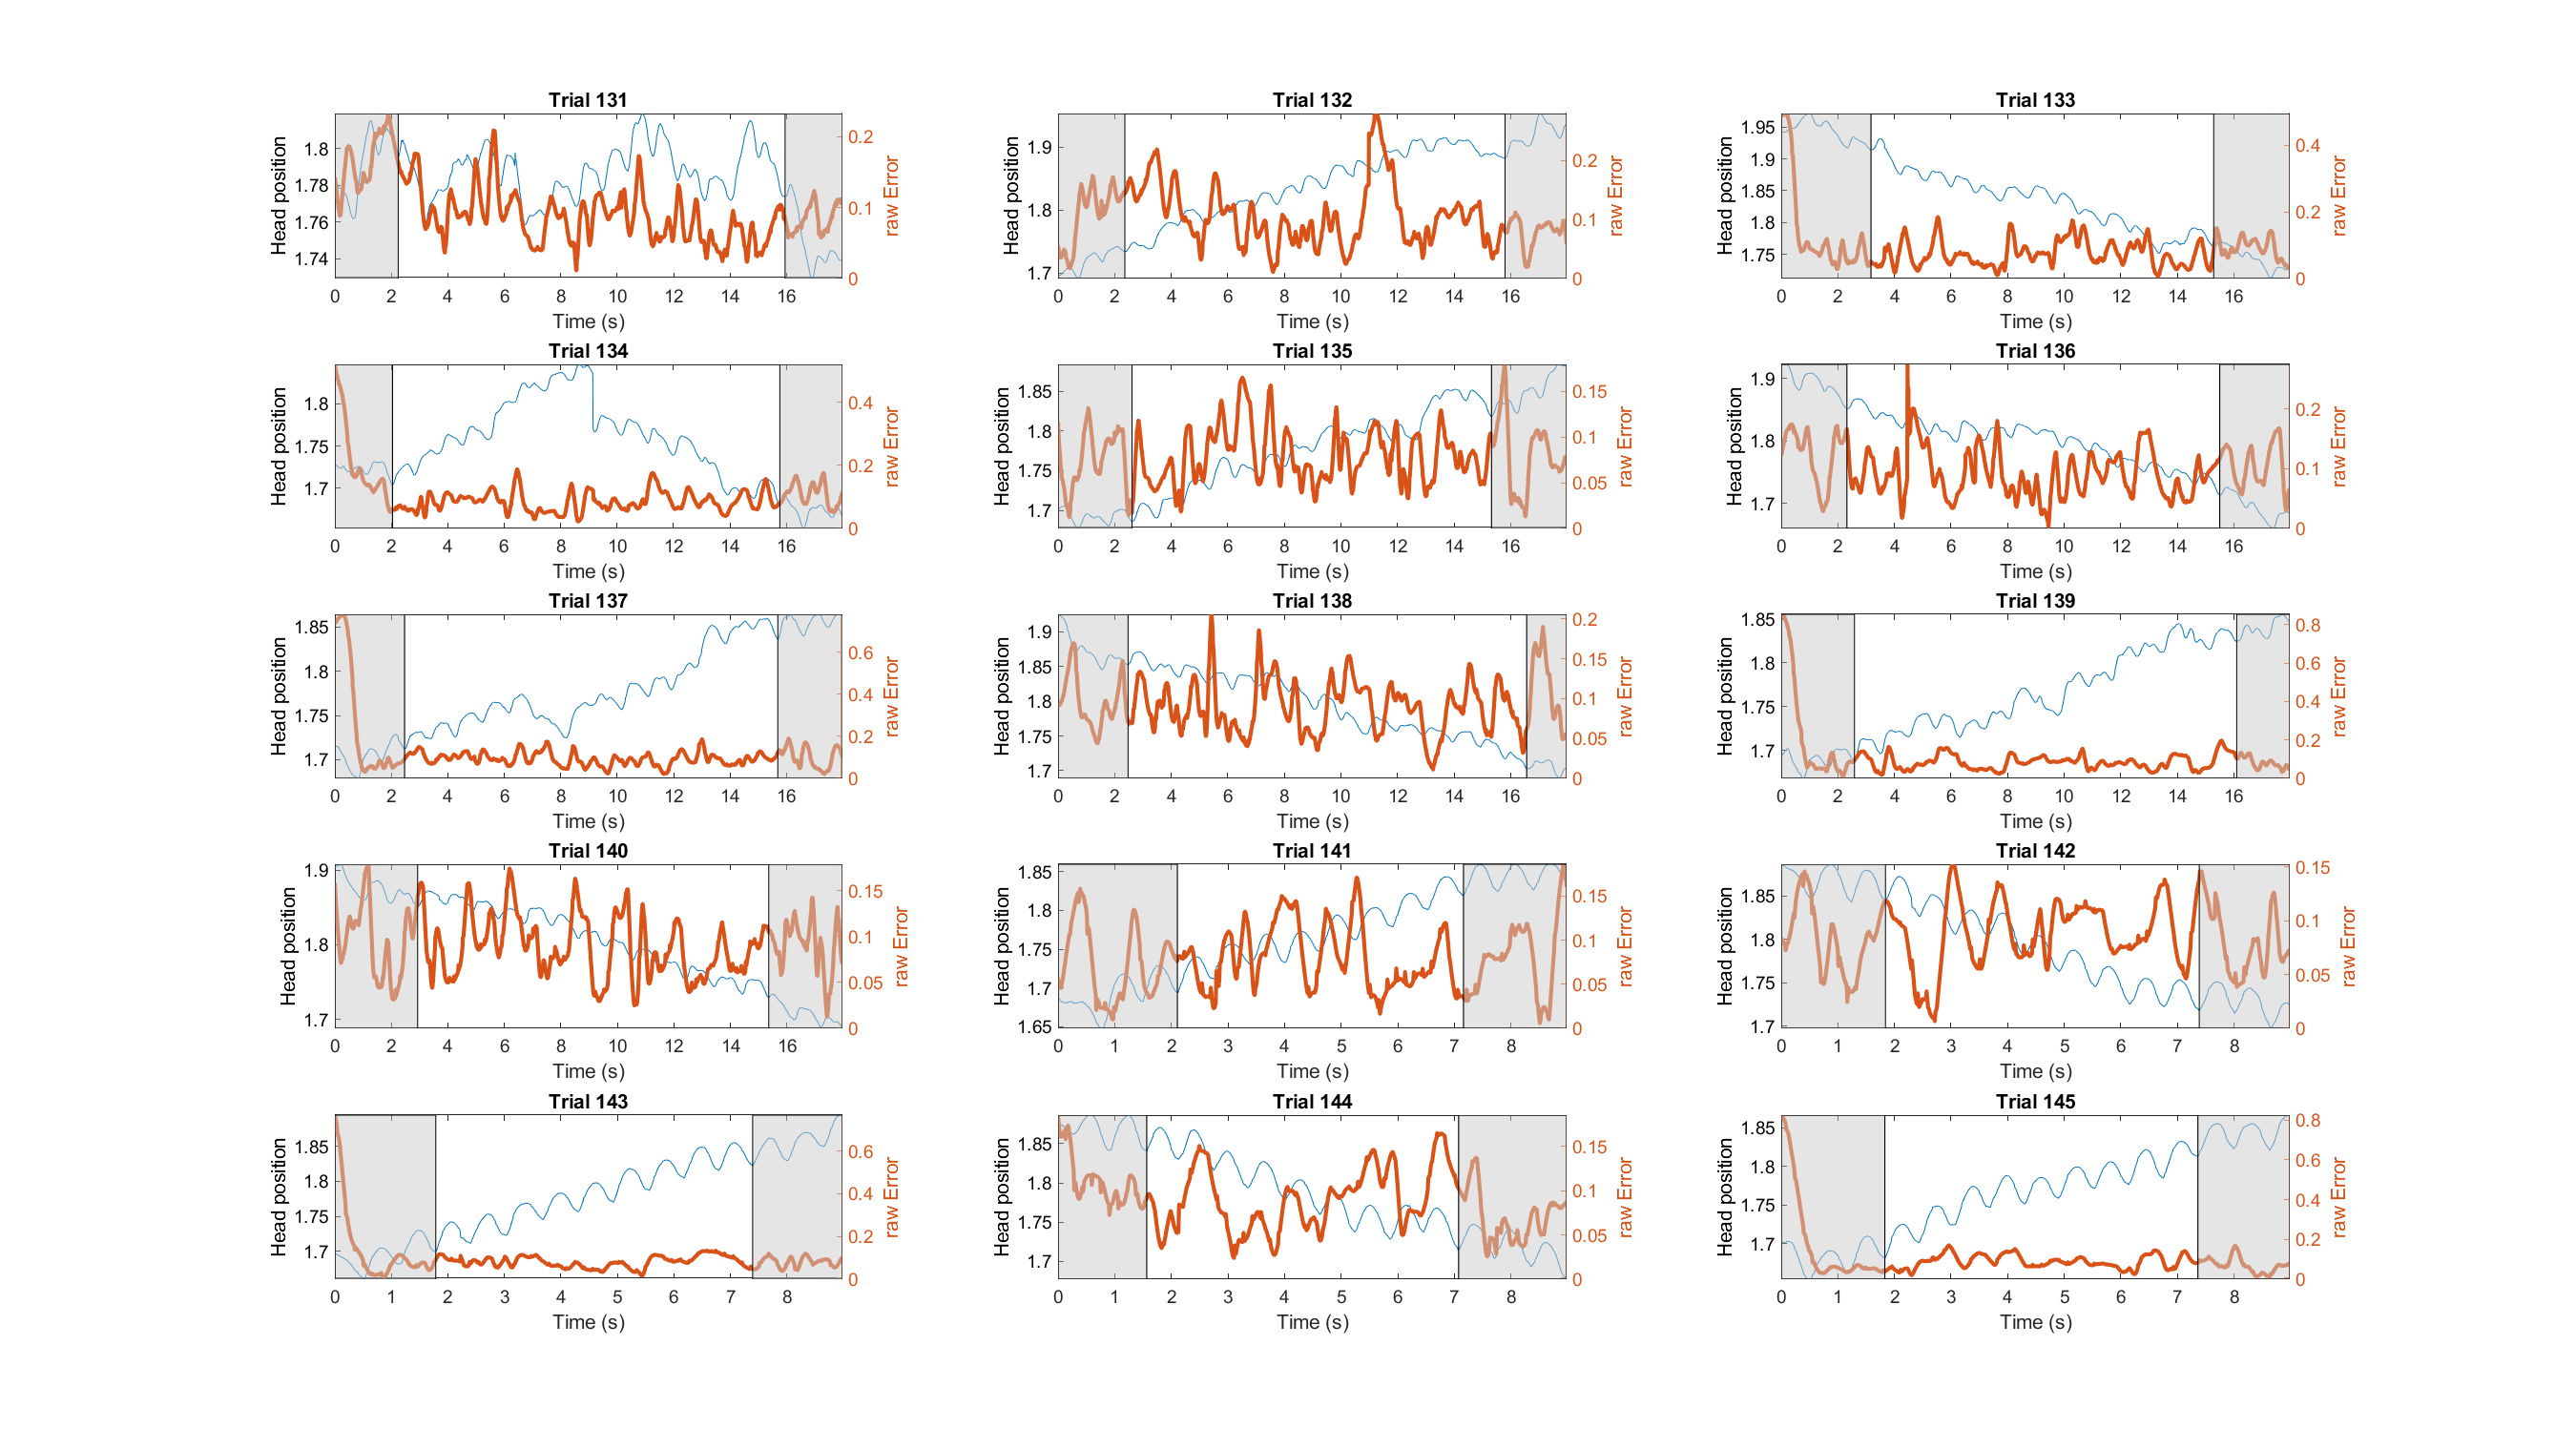 Trial 131
Head position
1.8
1.78
1.76
1.74
0.2
0.1
0
raw Error
0 2 4 6 8 10 12 14 16
Time (s)
Trial 132
Head position
1.9
1.8
1.7
0.2
0.1
0
raw Error
0 2 4 6 8 10 12 14 16
Time (s)
Trial 133
Head position
1.95
1.9
1.85
1.8
1.75
0.4
0.2
0
raw Error
0 2 4 6 8 10 12 14 16
Time (s)
Trial 134
Head position
1.8
1.75
1.7
0.4
0.2
0
raw Error
0 2 4 6 8 10 12 14 16
Time (s)
Trial 135
Head position
1.85
1.8
1.75
1.7
0.15
0.1
0.05
0
raw Error
0 2 4 6 8 10 12 14 16
Time (s)
Trial 136
Head position
1.9
1.8
1.7
0.2
0.1
0
raw Error
0 2 4 6 8 10 12 14 16
Time (s)
Trial 137
Head position
1.85
1.8
1.75
1.7
0.6
0.4
0.2
0
raw Error
0 2 4 6 8 10 12 14 16
Time (s)
Trial 138
Head position
1.9
1.85
1.8
1.75
1.7
0.2
0.15
0.1
0.05
0
raw Error
0 2 4 6 8 10 12 14 16
Time (s)
Trial 139
Head position
1.85
1.8
1.75
1.7
0.8
0.6
0.4
0.2
0
raw Error
0 2 4 6 8 10 12 14 16
Time (s)
Trial 140
Head position
1.9
1.8
1.7
0.15
0.1
0.05
0
raw Error
0 2 4 6 8 10 12 14 16
Time (s)
Trial 141
Head position
1.85
1.8
1.75
1.7
1.65
0.15
0.1
0.05
0
raw Error
0 1 2 3 4 5 6 7 8
Time (s)
Trial 142
Head position
1.85
1.8
1.75
1.7
0.15
0.1
0.05
0
raw Error
0 1 2 3 4 5 6 7 8
Time (s)
Trial 143
Head position
1.85
1.8
1.75
1.7
0.6
0.4
0.2
0
raw Error
0 1 2 3 4 5 6 7 8
Time (s)
Trial 144
Head position
1.85
1.8
1.75
1.7
0.15
0.1
0.05
0
raw Error
0 1 2 3 4 5 6 7 8
Time (s)
Trial 145
Head position
1.85
1.8
1.75
1.7
0.8
0.6
0.4
0.2
0
raw Error
0 1 2 3 4 5 6 7 8
Time (s)